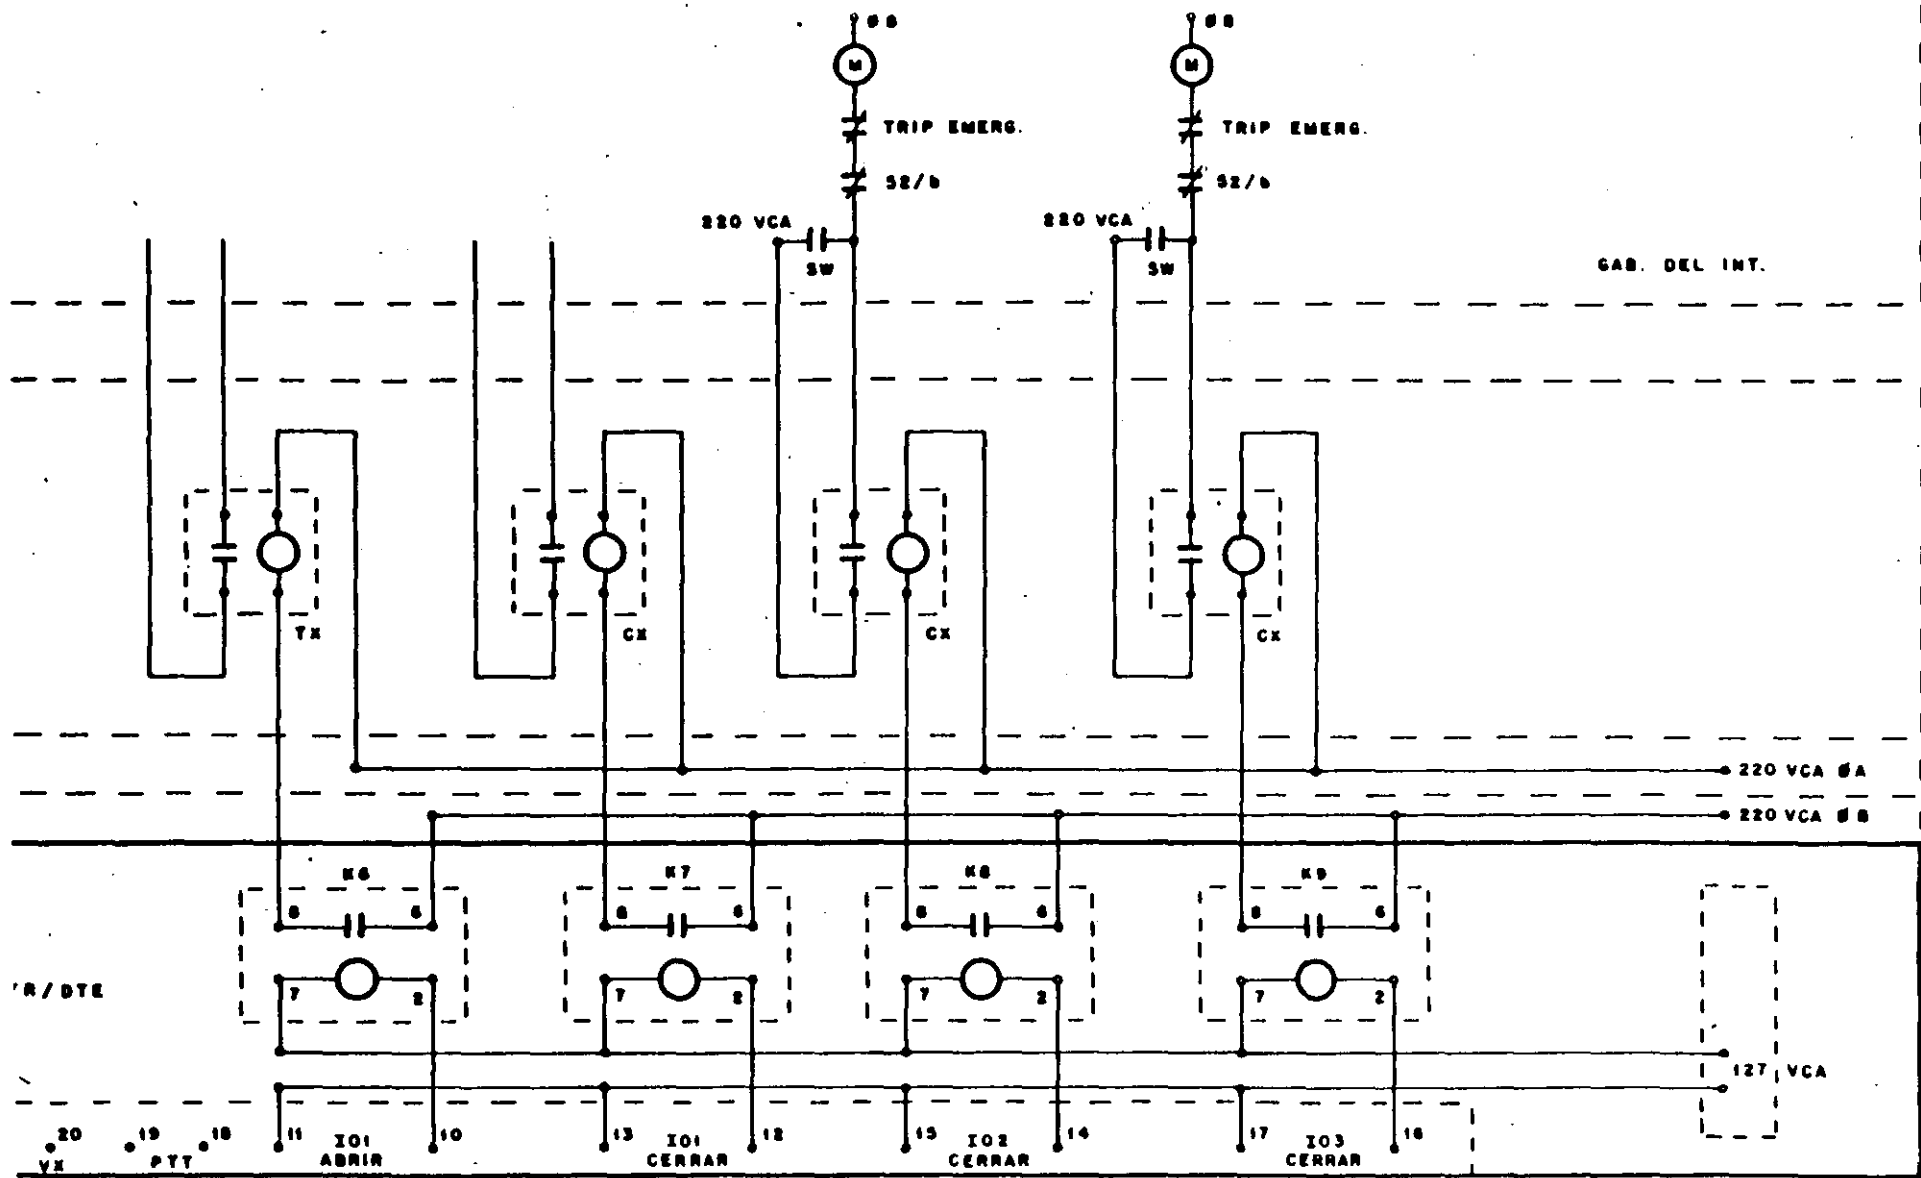 ØB ØB
M M
TRIP EMERG. TRIP EMERG.
52/b 52/b
220 VCA 220 VCA
SW SW
GAB. DEL INT.
TX CX CX CX
220 VCA ØA
220 VCA ØB
K6 K7 K8 K9
8 6 8 6 8 6 8 6
'R/DTE
7 2 7 2 7 2 7 2
127 VCA
20 19 18 11 IO1 10 13 IO1 12 15 IO2 14 17 IO3 16
VX PTT ABRIR CERRAR CERRAR CERRAR